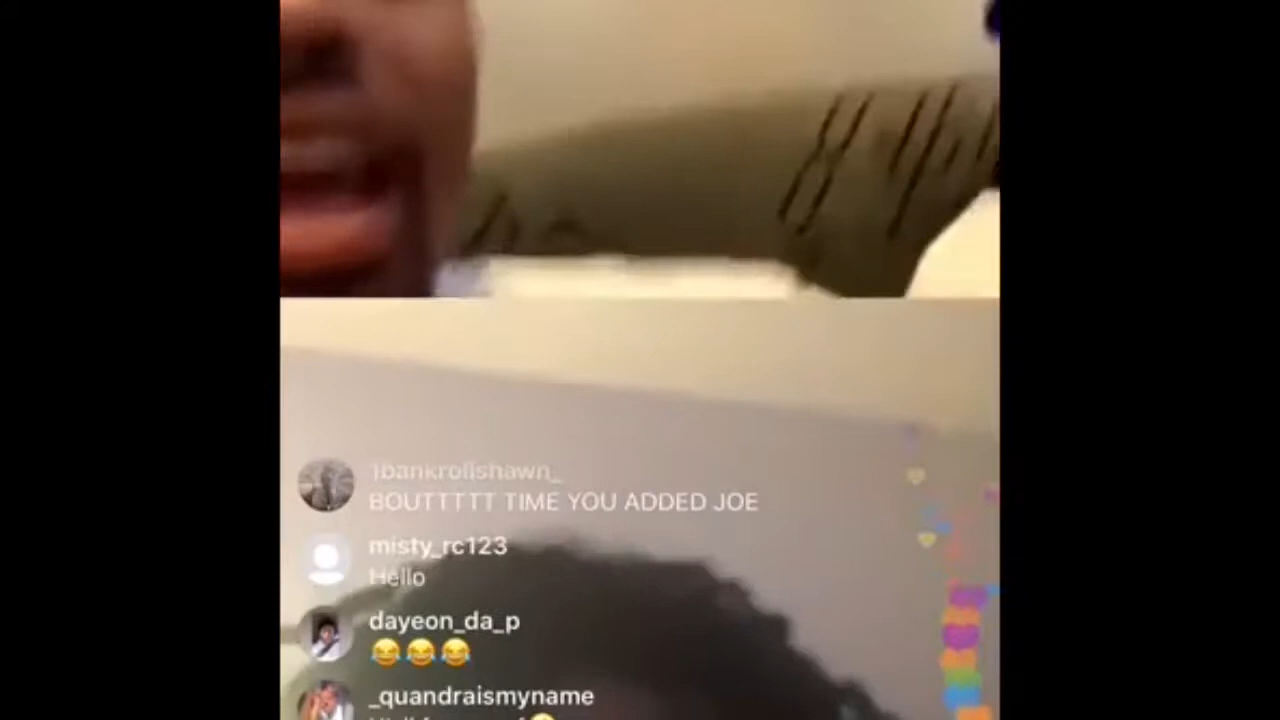 1bankrollshawn_
BOUTTTTT TIME YOU ADDED JOE
misty_rc123
Hello
dayeon_da_p
😂😂😂
_quandraismyname